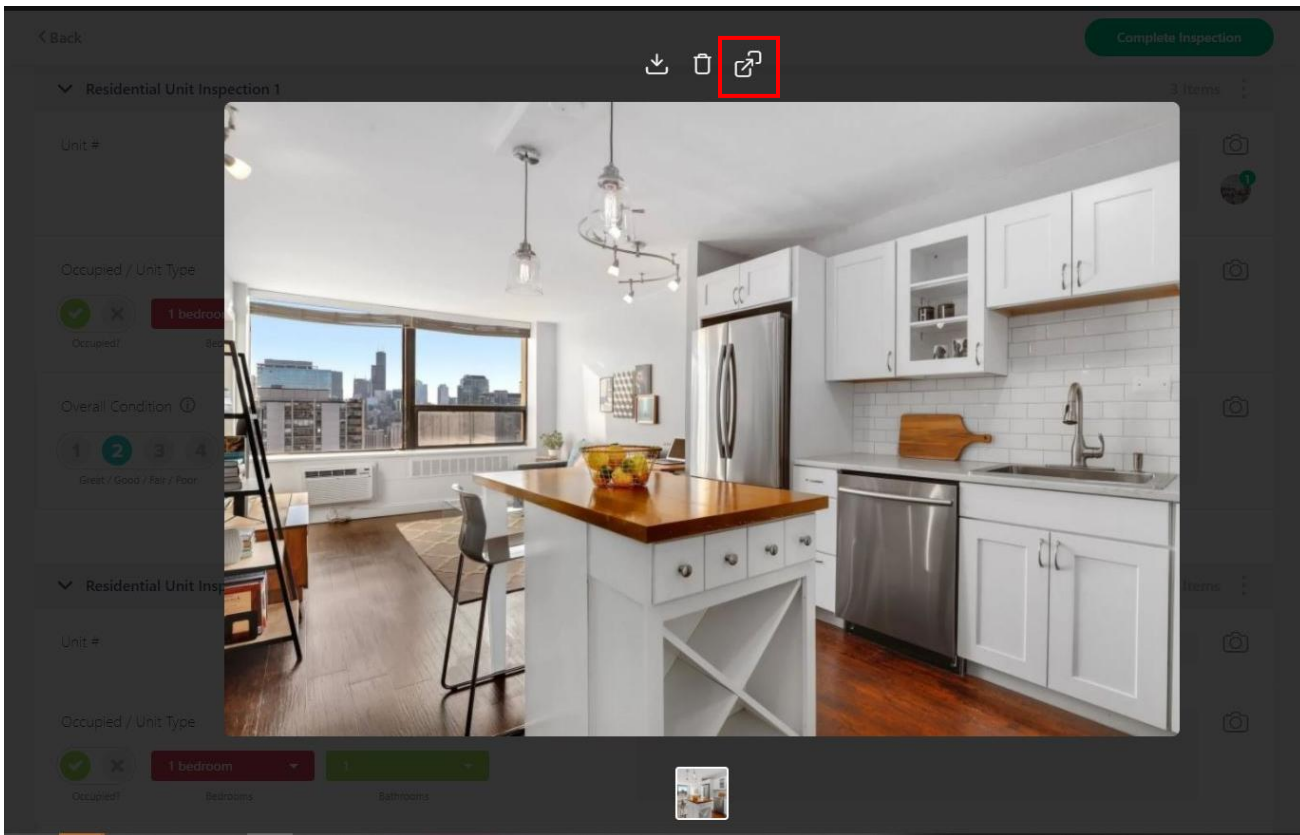 Back
Complete Inspection
Residential Unit Inspection 1
3 Items
Unit #
1
Occupied / Unit Type
Occupied?
Overall Condition
1 2 3 4
Great / Good / Fair / Poor
Residential Unit
Items
Unit #
Occupied / Unit Type
1 bedroom
1
Occupied?
Bedrooms
Bathrooms